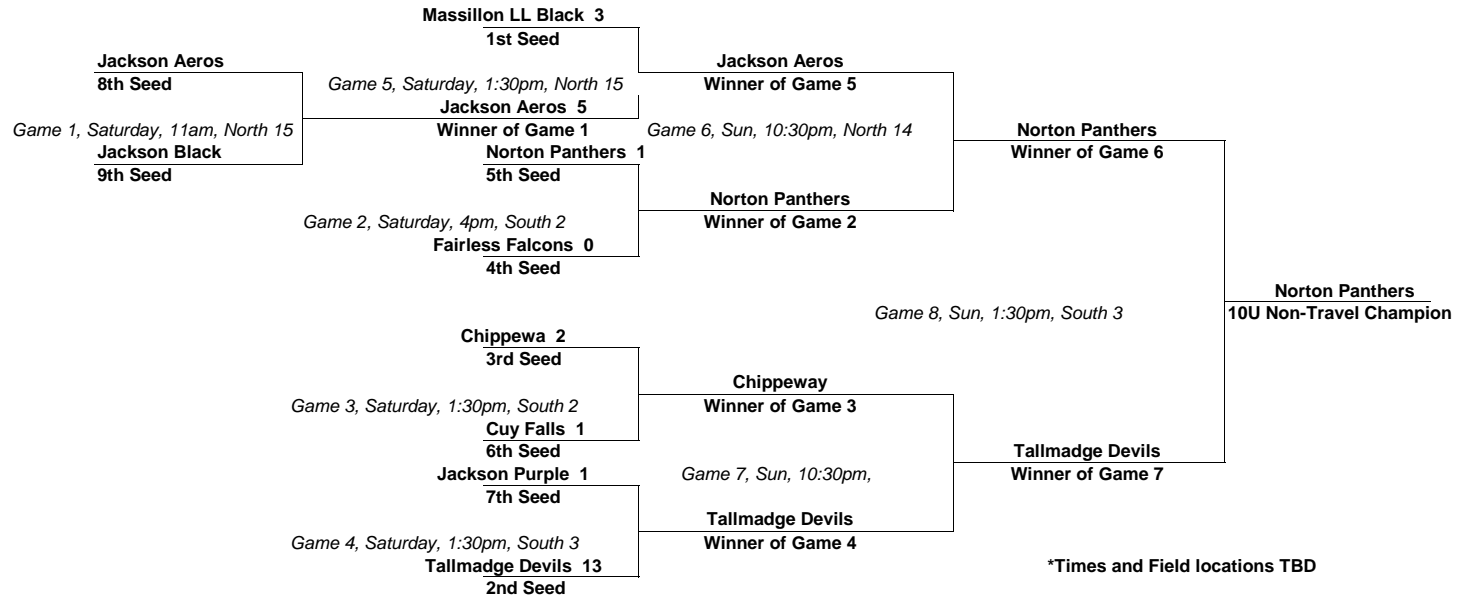 Massillon LL Black 3
1st Seed
Jackson Aeros
8th Seed
Jackson Aeros
Winner of Game 5
Game 5, Saturday, 1:30pm, North 15
Jackson Aeros 5
Winner of Game 1
Game 1, Saturday, 11am, North 15
Game 6, Sun, 10:30pm, North 14
Norton Panthers
Winner of Game 6
Jackson Black
9th Seed
Norton Panthers 1
5th Seed
Norton Panthers
Winner of Game 2
Game 2, Saturday, 4pm, South 2
Fairless Falcons 0
4th Seed
Norton Panthers
10U Non-Travel Champion
Game 8, Sun, 1:30pm, South 3
Chippewa 2
3rd Seed
Chippeway
Winner of Game 3
Game 3, Saturday, 1:30pm, South 2
Cuy Falls 1
6th Seed
Tallmadge Devils
Winner of Game 7
Jackson Purple 1
7th Seed
Game 7, Sun, 10:30pm,
Tallmadge Devils
Winner of Game 4
Game 4, Saturday, 1:30pm, South 3
Tallmadge Devils 13
2nd Seed
*Times and Field locations TBD